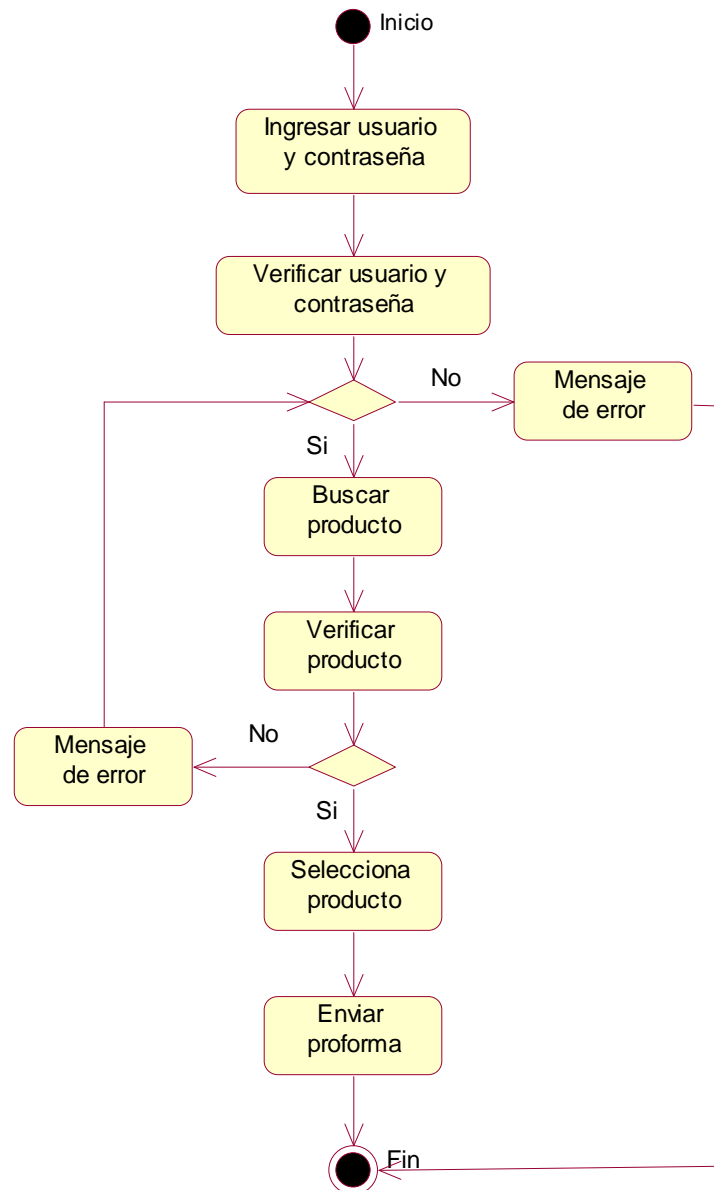 Inicio
Ingresar usuario
y contraseña
Verificar usuario y
contraseña
No
Mensaje
de error
Si
Buscar
producto
Verificar
producto
No
Mensaje
de error
Si
Selecciona
producto
Enviar
proforma
Fin